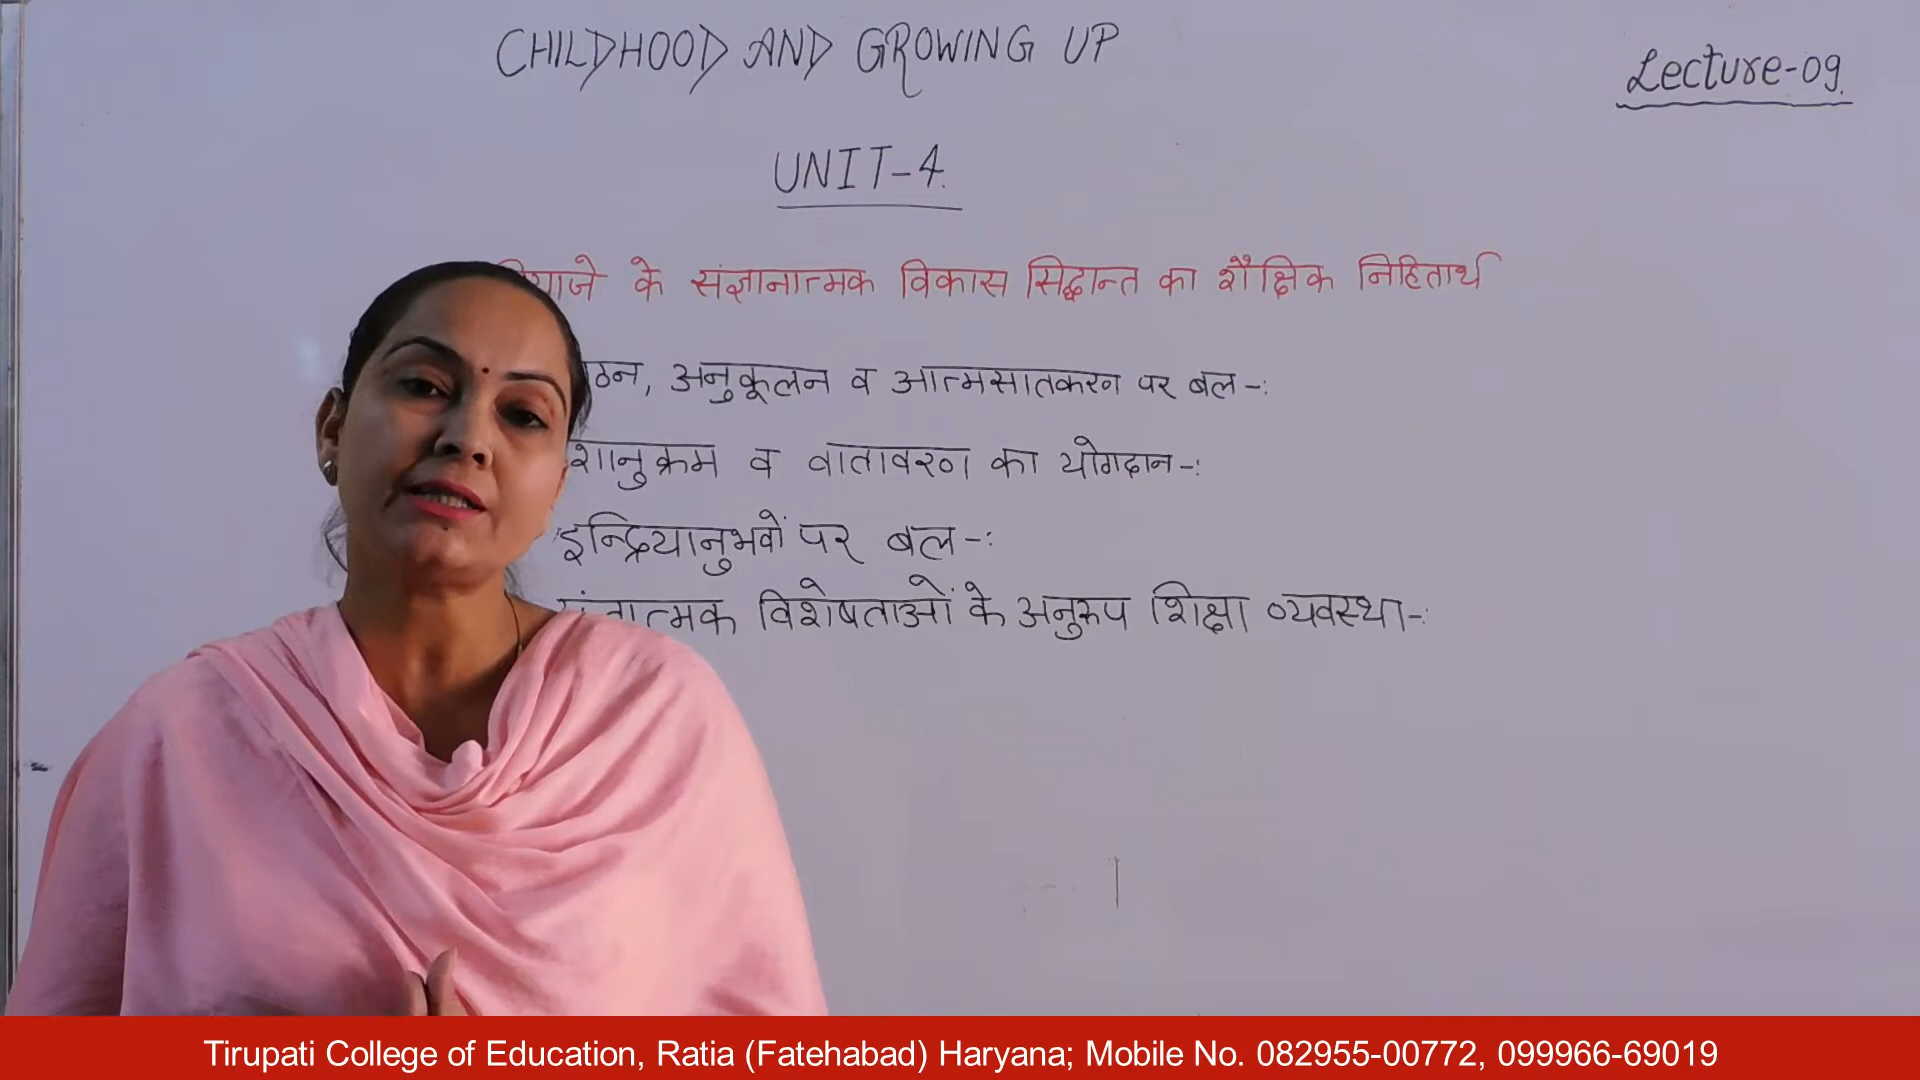 CHILDHOOD AND GROWING UP
Lecture-09.
UNIT-4.
के संज्ञानात्मक विकास सिद्धान्त का शैक्षिक निहितार्थ
अनुकूलन व आत्मसातकरण पर बल -:
व वातावरण का योगदान -:
इन्द्रियानुभवों पर बल -:
विशेषताओं के अनुरूप शिक्षा व्यवस्था -:
Tirupati College of Education, Ratia (Fatehabad) Haryana; Mobile No. 082955-00772, 099966-69019